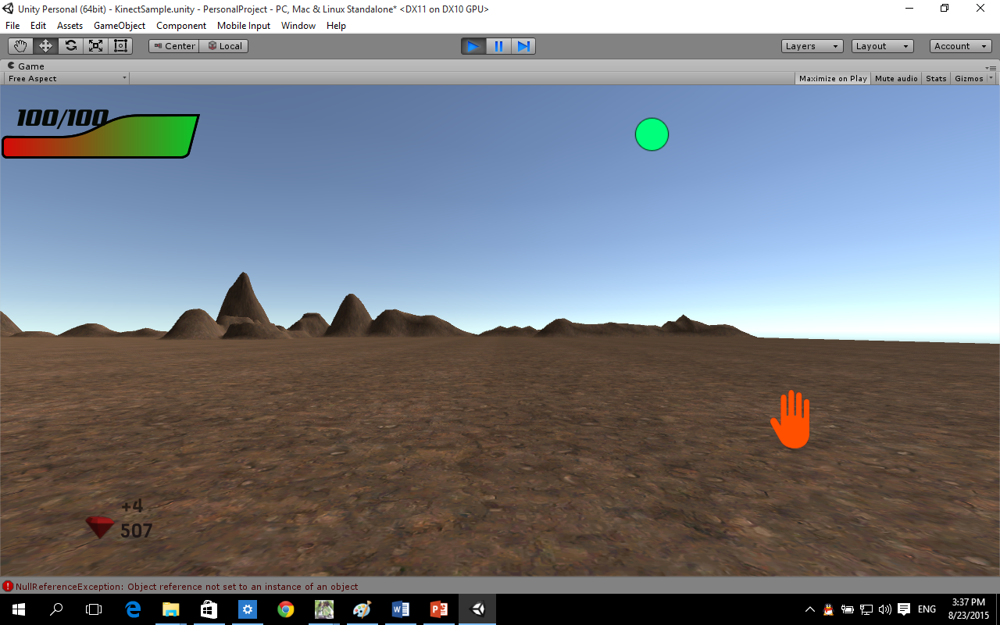 Unity Personal (64bit) - KinectSample.unity - PersonalProject - PC, Mac & Linux Standalone* <DX11 on DX10 GPU>
File Edit Assets GameObject Component Mobile Input Window Help
Center Local Layers Layout Account
Game
Free Aspect Maximize on Play Mute audio Stats Gizmos
100/100
+4
507
NullReferenceException: Object reference not set to an instance of an object
ENG
3:37 PM
8/23/2015